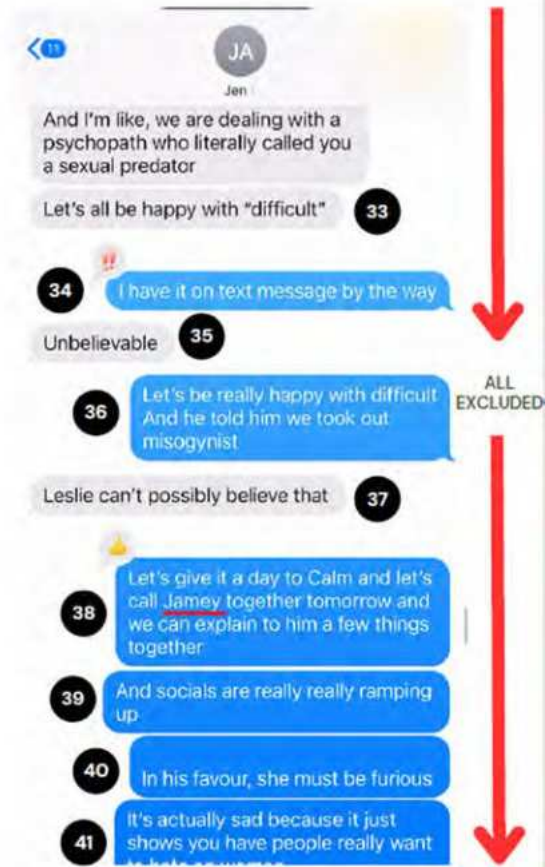 11
JA
Jen
And I'm like, we are dealing with a
psychopath who literally called you
a sexual predator
Let's all be happy with "difficult"
33
‼
34
I have it on text message by the way
Unbelievable
35
36
Let's be really happy with difficult
And he told him we took out
misogynist
ALL
EXCLUDED
Leslie can't possibly believe that
37
38
Let's give it a day to Calm and let's
call Jamey together tomorrow and
we can explain to him a few things
together
39
And socials are really really ramping
up
40
In his favour, she must be furious
41
It's actually sad because it just
shows you have people really want